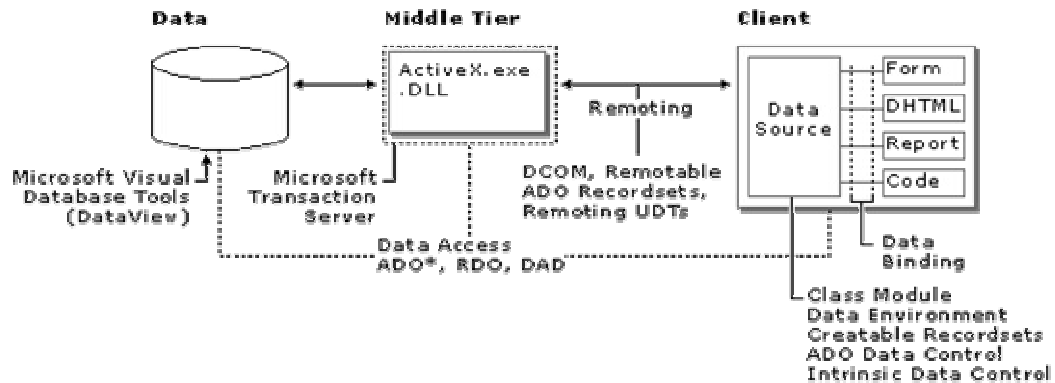 Data
Middle Tier
Client
ActiveX.exe
.DLL
Remoting
Data
Source
Form
DHTML
Report
Code
Microsoft Visual
Database Tools
(DataView)
Microsoft
Transaction
Server
DCOM, Remotable
ADO Recordsets,
Remoting UDTs
Data Access
ADO*, RDO, DAO
Data
Binding
Class Module
Data Environment
Creatable Recordsets
ADO Data Control
Intrinsic Data Control